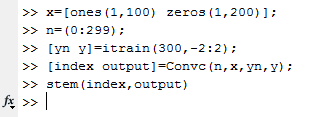 >> x=[ones(1,100) zeros(1,200)];
>> n=(0:299);
>> [yn y]=itrain(300,-2:2);
>> [index output]=Convc(n,x,yn,y);
>> stem(index,output)
fx >>